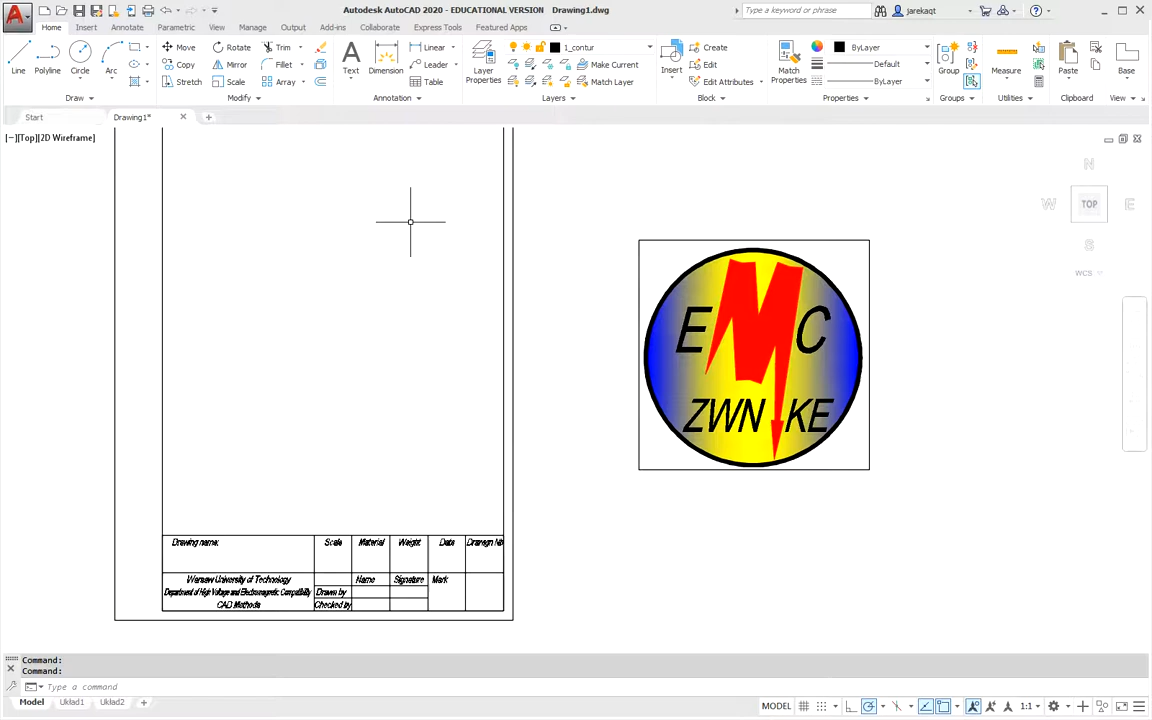 Autodesk AutoCAD 2020 - EDUCATIONAL VERSION Drawing1.dwg
Type a keyword or phrase
jarekaqt
Home Insert Annotate Parametric View Manage Output Add-ins Collaborate Express Tools Featured Apps
Line Polyline Circle Arc
Move Rotate Trim
Copy Mirror Fillet
Stretch Scale Array
Text Dimension
Linear
Leader
Table
Layer Properties
1_contur
Make Current
Match Layer
Insert
Create
Edit
Edit Attributes
Match Properties
ByLayer
Default
ByLayer
Group
Measure
Paste
Base
Draw Modify Annotation Layers Block Properties Groups Utilities Clipboard View
Start Drawing1*
[−][Top][2D Wireframe]
N
W TOP E
S
WCS
E C
ZWN KE
Drawing name: Scale Material Weight Data
Warsaw University of Technology Name Signature Mark
Department of High Voltage and Electromagnetic Compatibility Drawn by
CAD Methods Checked by
Command:
Command:
Type a command
Model Układ1 Układ2
MODEL 1:1